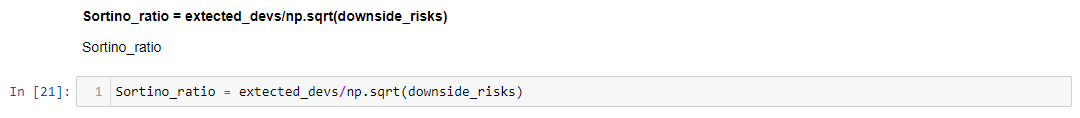 Sortino_ratio = extected_devs/np.sqrt(downside_risks)
Sortino_ratio
In [21]: 1 Sortino_ratio = extected_devs/np.sqrt(downside_risks)